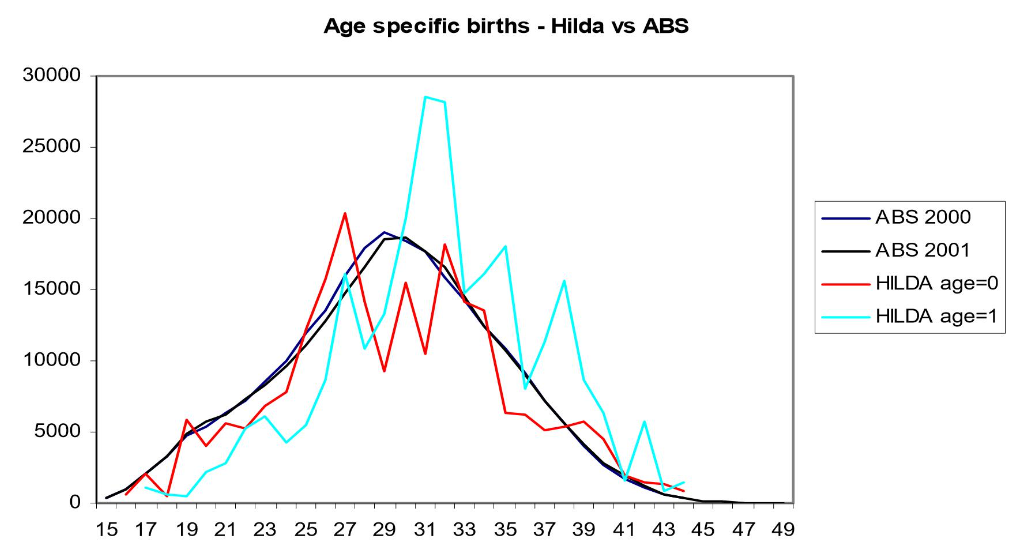 Age specific births - Hilda vs ABS
30000
25000
20000
15000
10000
5000
0
15 17 19 21 23 25 27 29 31 33 35 37 39 41 43 45 47 49
ABS 2000
ABS 2001
HILDA age=0
HILDA age=1